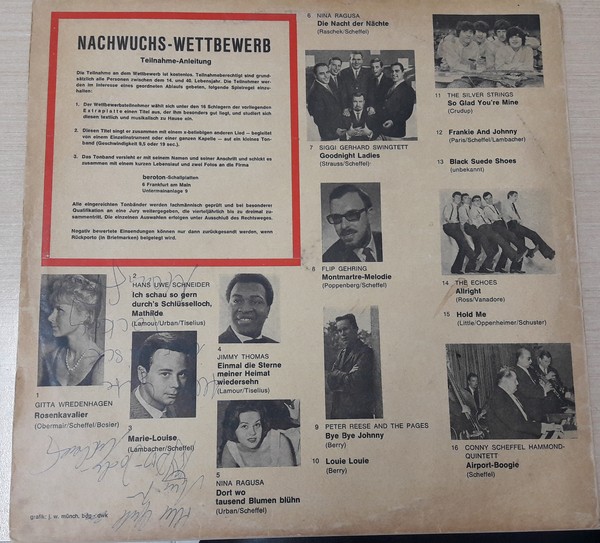 NACHWUCHS-WETTBEWERB
Teilnahme-Anleitung
Die Teilnahme an dem Wettbewerb ist kostenlos. Teilnahmeberechtigt sind grund-
sätzlich alle Personen zwischen dem 14. und 40. Lebensjahr. Die Teilnehmer wer-
den im Interesse eines geordneten Ablaufs gebeten, folgende Spielregel einzu-
halten:
1. Der Wettbewerbsteilnehmer wählt sich unter den 16 Schlagern der vorliegenden
Extraplatte einen Titel aus, der ihm besonders gut liegt, und studiert sich
diesen textlich und musikalisch zu Hause ein.
2. Diesen Titel singt er zusammen mit einem x-beliebigen anderen Lied – begleitet
von einem Einzelinstrument oder einer ganzen Kapelle – auf ein kleines Ton-
band (Geschwindigkeit 9,5 oder 19 sec.).
3. Das Tonband versieht er mit seinem Namen und seiner Anschrift und schickt es
zusammen mit einem kurzen Lebenslauf und zwei Fotos an die Firma
beroton-Schallplatten
6 Frankfurt am Main
Untermainanlage 9
Alle eingereichten Tonbänder werden fachmännisch geprüft und bei besonderer
Qualifikation an eine Jury weitergegeben, die vierteljährlich bis zu dreimal zu-
sammentritt. Die einzelnen Auswahlen erfolgen unter Ausschluß des Rechtsweges.
Negativ bewertete Einsendungen können nur dann zurückgesandt werden, wenn
Rückporto (in Briefmarken) beigelegt wird.
1
GITTA WREDENHAGEN
Rosenkavalier
(Obermair/Scheffel/Bosier)
2
HANS UWE SCHNEIDER
Ich schau so gern
durch's Schlüsselloch,
Mathilde
(Lamour/Urban/Tiselius)
3
Marie-Louise
(Lambacher/Scheffel)
4
JIMMY THOMAS
Einmal die Sterne
meiner Heimat
wiedersehn
(Lamour/Tiselius)
5
NINA RAGUSA
Dort wo
tausend Blumen blühn
(Urban/Scheffel)
6 NINA RAGUSA
Die Nacht der Nächte
(Raschek/Scheffel)
7 SIGGI GERHARD SWINGTETT
Goodnight Ladies
(Strauss/Scheffel)
8 FLIP GEHRING
Montmartre-Melodie
(Poppenberg/Scheffel)
9 PETER REESE AND THE PAGES
Bye Bye Johnny
(Berry)
10 Louie Louie
(Berry)
11 THE SILVER STRINGS
So Glad You're Mine
(Crudup)
12 Frankie And Johnny
(Paris/Scheffel/Lambacher)
13 Black Suede Shoes
(unbekannt)
14 THE ECHOES
Allright
(Ross/Vanadore)
15 Hold Me
(Little/Oppenheimer/Schuster)
16 CONNY SCHEFFEL HAMMOND-
QUINTETT
Airport-Boogie
(Scheffel)
grafik: j. w. münch.